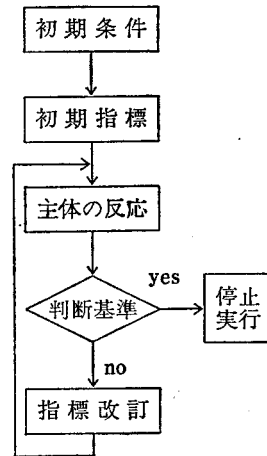 初期条件
初期指標
主体の反応
判断基準
yes
停止
実行
no
指標改訂